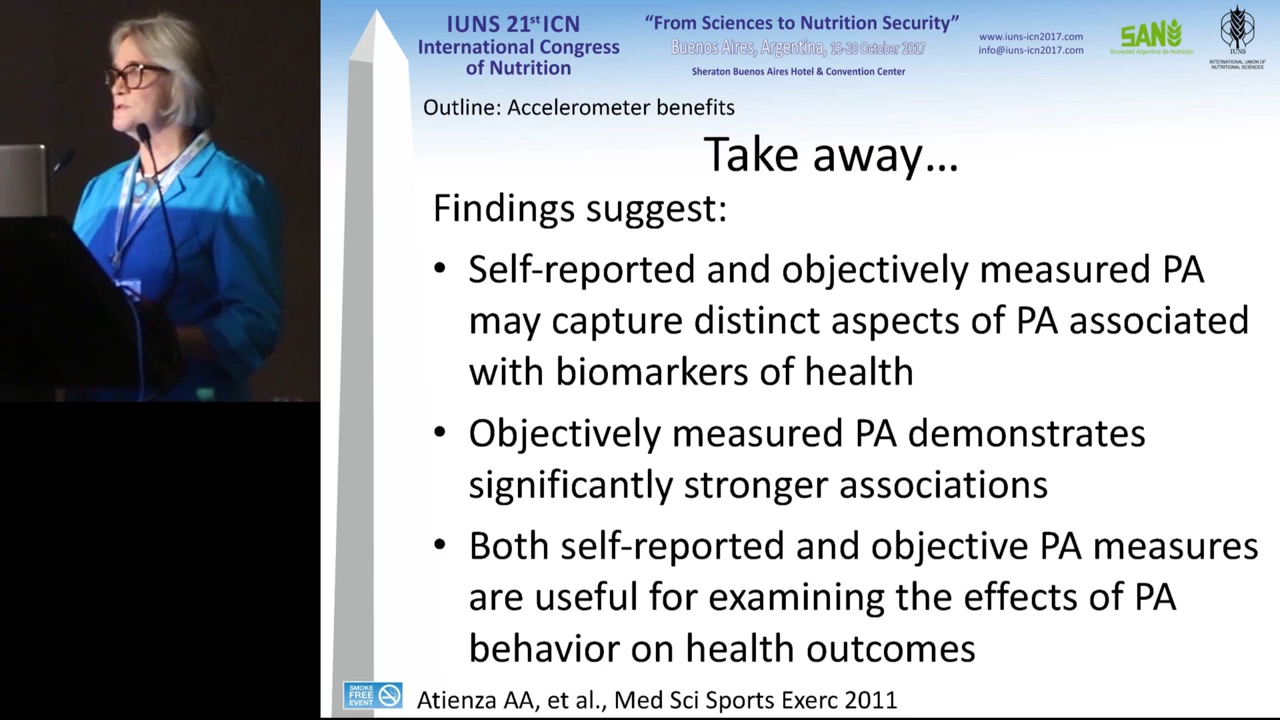 IUNS 21st ICN
International Congress
of Nutrition
“From Sciences to Nutrition Security”
Buenos Aires, Argentina, 15-20 October 2017
Sheraton Buenos Aires Hotel & Convention Center
www.iuns-icn2017.com
info@iuns-icn2017.com
SAN
Sociedad Argentina de Nutrición
IUNS
INTERNATIONAL UNION OF
NUTRITIONAL SCIENCES
Outline: Accelerometer benefits
Take away…
Findings suggest:
• Self-reported and objectively measured PA
may capture distinct aspects of PA associated
with biomarkers of health
• Objectively measured PA demonstrates
significantly stronger associations
• Both self-reported and objective PA measures
are useful for examining the effects of PA
behavior on health outcomes
SMOKE
FREE
EVENT
Atienza AA, et al., Med Sci Sports Exerc 2011